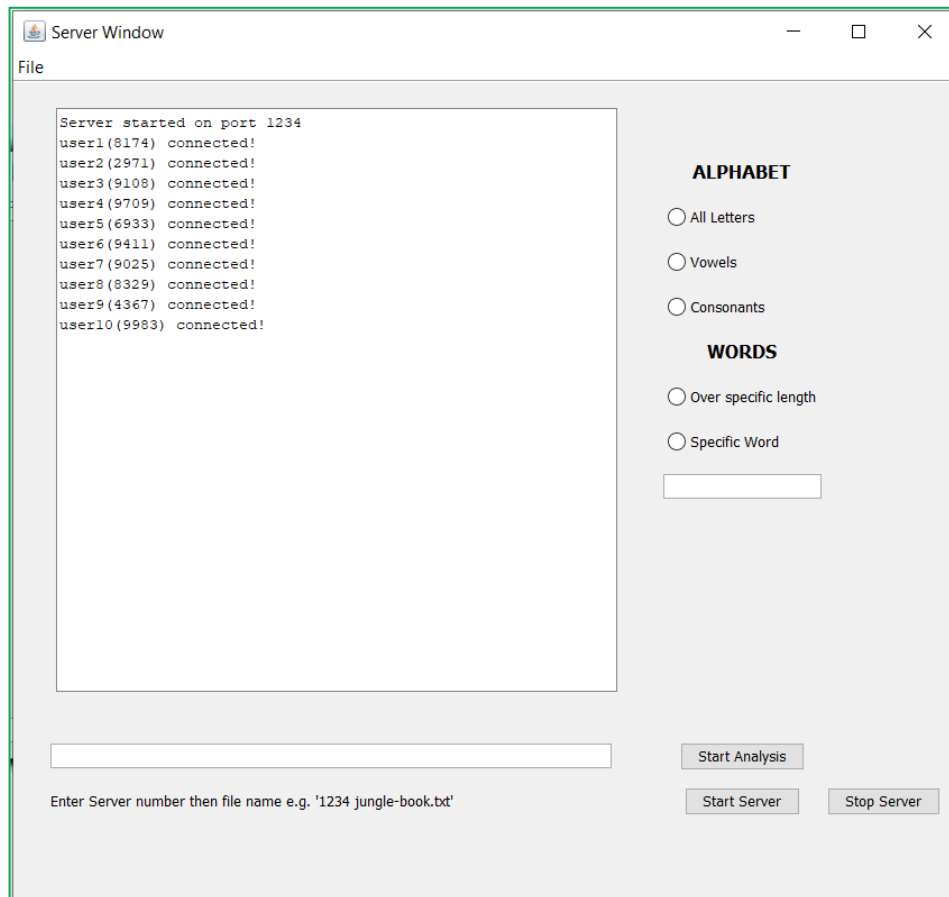 Server Window
File
Server started on port 1234
user1(8174) connected!
user2(2971) connected!
user3(9108) connected!
user4(9709) connected!
user5(6933) connected!
user6(9411) connected!
user7(9025) connected!
user8(8329) connected!
user9(4367) connected!
user10(9983) connected!
ALPHABET
All Letters
Vowels
Consonants
WORDS
Over specific length
Specific Word
Start Analysis
Enter Server number then file name e.g. '1234 jungle-book.txt'
Start Server
Stop Server